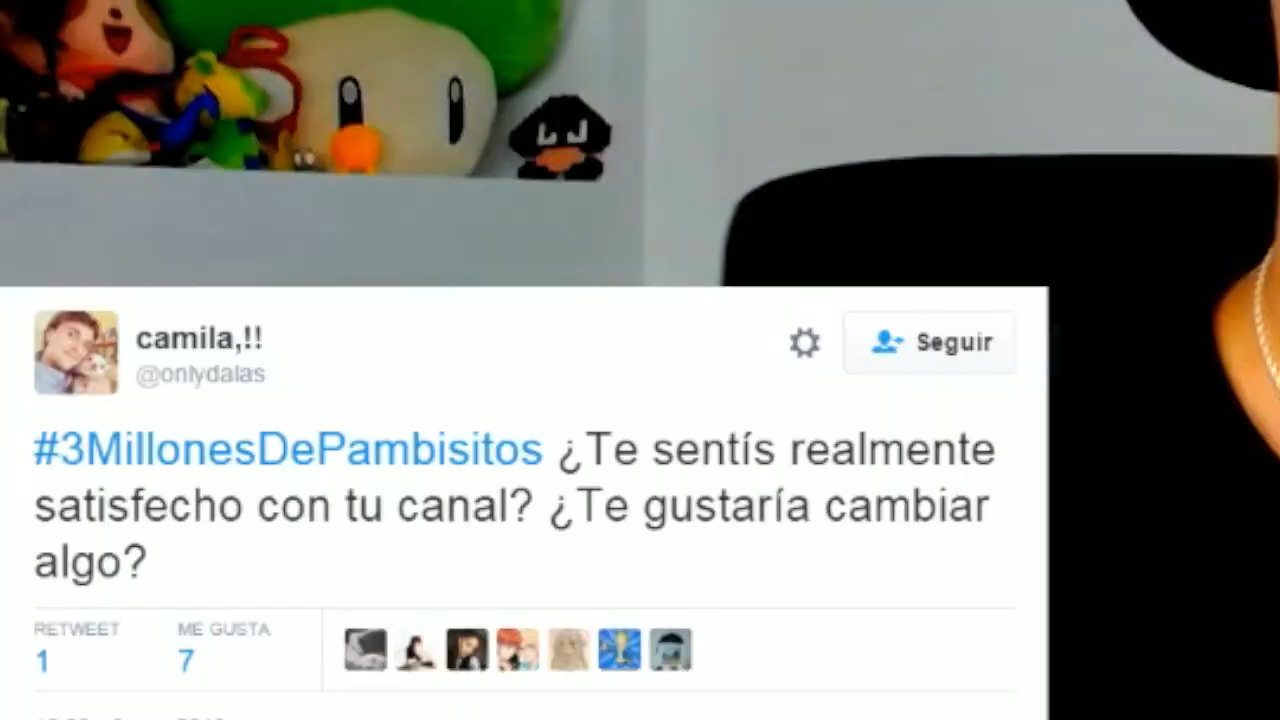 camila,!!
@onlydalas
Seguir
#3MillonesDePambisitos ¿Te sentís realmente
satisfecho con tu canal? ¿Te gustaría cambiar
algo?
RETWEET ME GUSTA
1 7